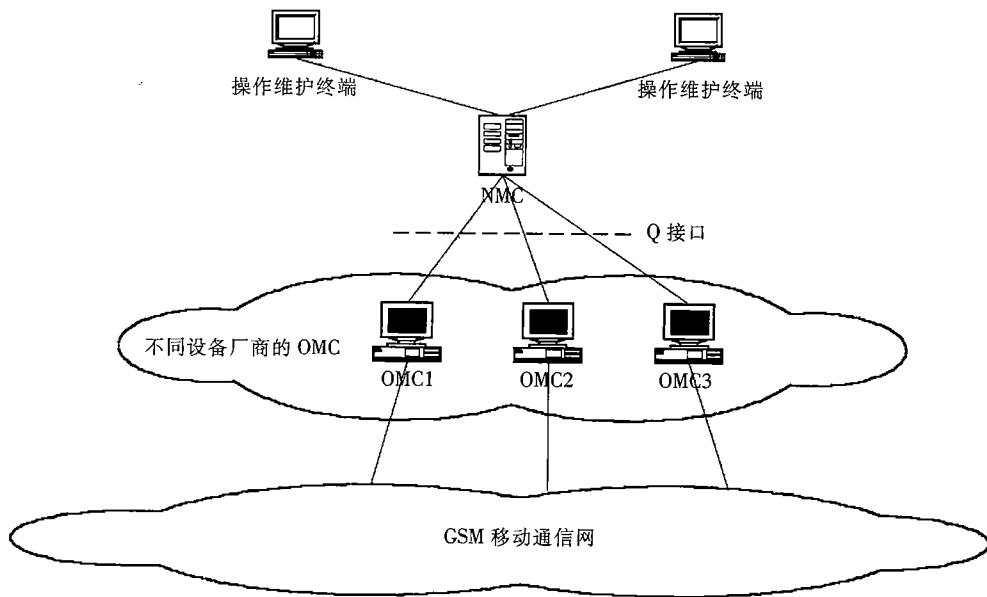 操作维护终端
操作维护终端
NMC
Q 接口
不同设备厂商的 OMC
OMC1
OMC2
OMC3
GSM 移动通信网